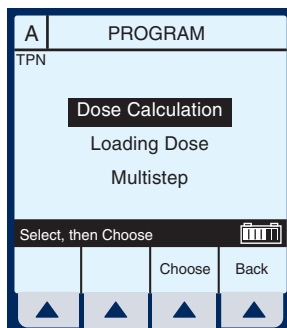 A PROGRAM
TPN
Dose Calculation
Loading Dose
Multistep
Select, then Choose
Choose Back